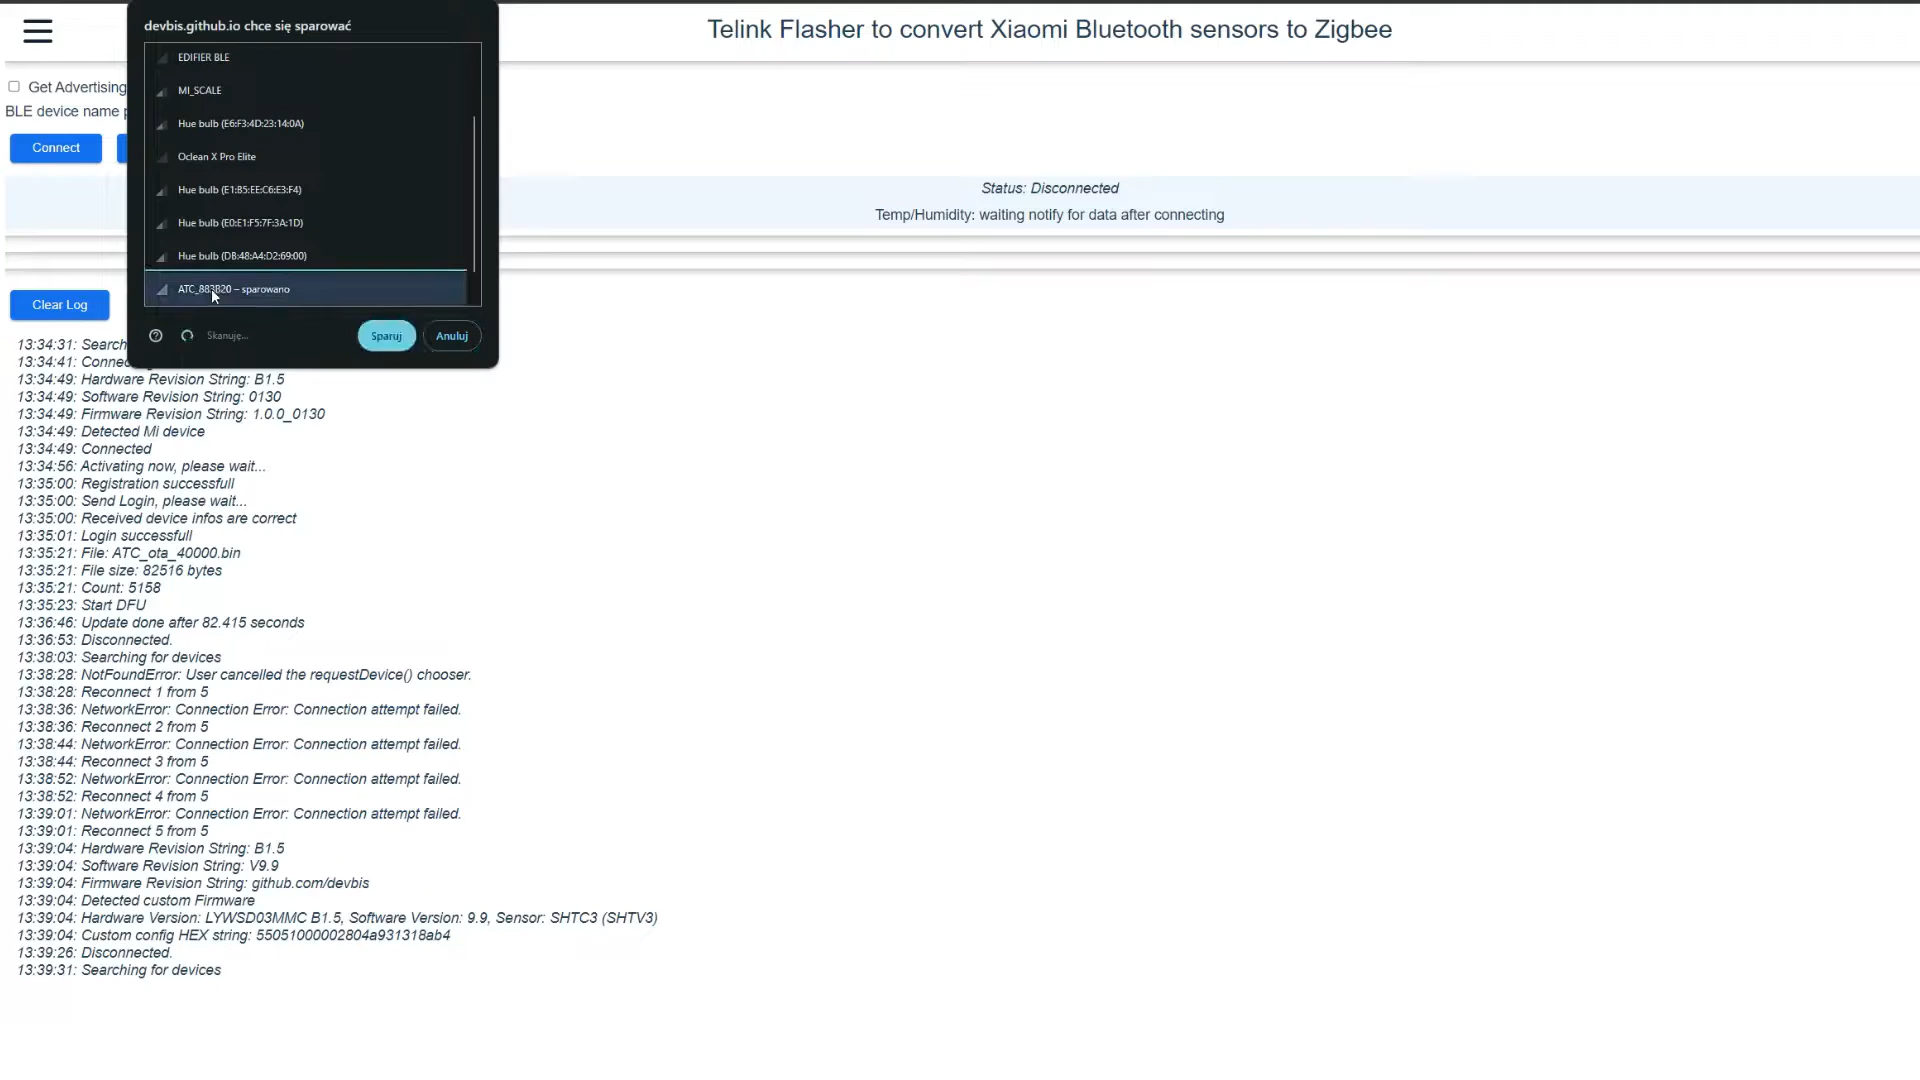 devbis.github.io chce się sparować
EDIFIER BLE
MI_SCALE
Hue bulb (E6:F3:4D:23:14:0A)
Oclean X Pro Elite
Hue bulb (E1:B5:EE:C6:E3:F4)
Hue bulb (E0:E1:F5:7F:3A:1D)
Hue bulb (DB:48:A4:D2:69:00)
ATC_883B20 – sparowano
Skanuję...
Sparuj
Anuluj
Telink Flasher to convert Xiaomi Bluetooth sensors to Zigbee
Get Advertising
BLE device name
Connect
Status: Disconnected
Temp/Humidity: waiting notify for data after connecting
Clear Log
13:34:31: Search
13:34:41: Connec
13:34:49: Hardware Revision String: B1.5
13:34:49: Software Revision String: 0130
13:34:49: Firmware Revision String: 1.0.0_0130
13:34:49: Detected Mi device
13:34:49: Connected
13:34:56: Activating now, please wait...
13:35:00: Registration successfull
13:35:00: Send Login, please wait...
13:35:00: Received device infos are correct
13:35:01: Login successfull
13:35:21: File: ATC_ota_40000.bin
13:35:21: File size: 82516 bytes
13:35:21: Count: 5158
13:35:23: Start DFU
13:36:46: Update done after 82.415 seconds
13:36:53: Disconnected.
13:38:03: Searching for devices
13:38:28: NotFoundError: User cancelled the requestDevice() chooser.
13:38:28: Reconnect 1 from 5
13:38:36: NetworkError: Connection Error: Connection attempt failed.
13:38:36: Reconnect 2 from 5
13:38:44: NetworkError: Connection Error: Connection attempt failed.
13:38:44: Reconnect 3 from 5
13:38:52: NetworkError: Connection Error: Connection attempt failed.
13:38:52: Reconnect 4 from 5
13:39:01: NetworkError: Connection Error: Connection attempt failed.
13:39:01: Reconnect 5 from 5
13:39:04: Hardware Revision String: B1.5
13:39:04: Software Revision String: V9.9
13:39:04: Firmware Revision String: github.com/devbis
13:39:04: Detected custom Firmware
13:39:04: Hardware Version: LYWSD03MMC B1.5, Software Version: 9.9, Sensor: SHTC3 (SHTV3)
13:39:04: Custom config HEX string: 55051000002804a931318ab4
13:39:26: Disconnected.
13:39:31: Searching for devices